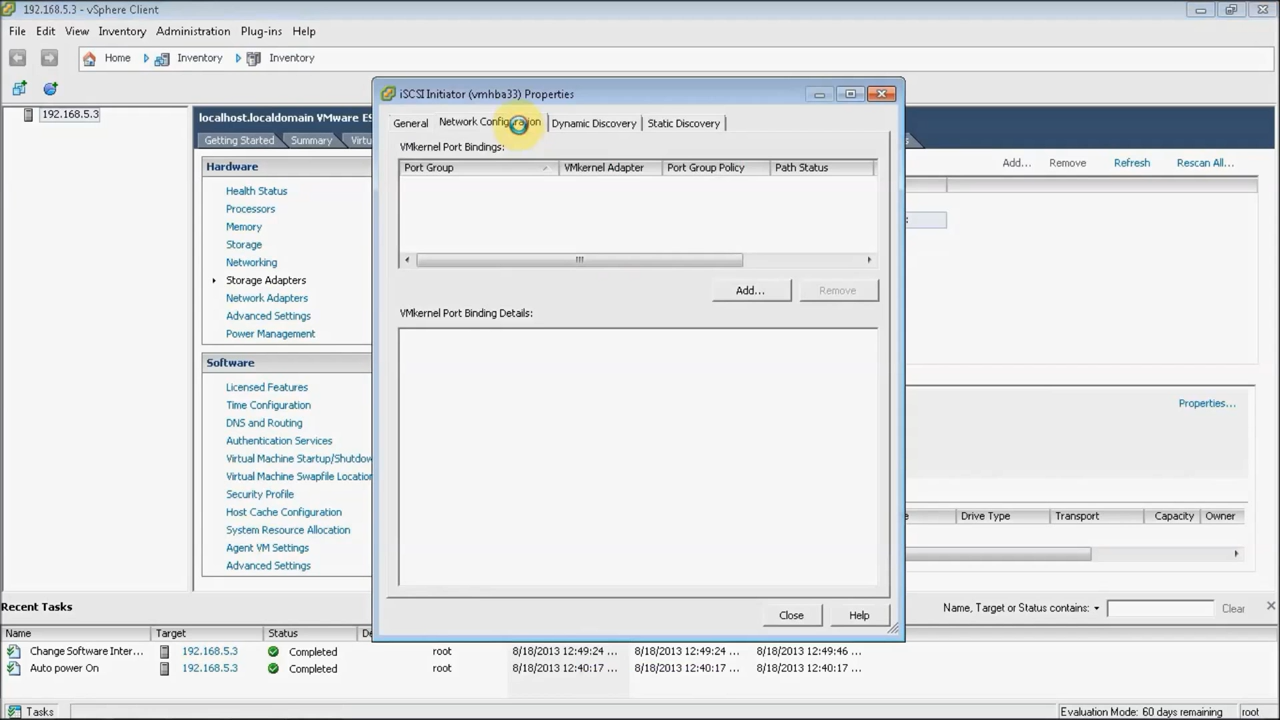 192.168.5.3 - vSphere Client
File Edit View Inventory Administration Plug-ins Help
Home Inventory Inventory
192.168.5.3
localhost.localdomain VMware
Getting Started Summary
Hardware
Health Status
Processors
Memory
Storage
Networking
Storage Adapters
Network Adapters
Advanced Settings
Power Management
Software
Licensed Features
Time Configuration
DNS and Routing
Authentication Services
Virtual Machine Startup/Shutdow
Virtual Machine Swapfile Location
Security Profile
Host Cache Configuration
System Resource Allocation
Agent VM Settings
Advanced Settings
iSCSI Initiator (vmhba33) Properties
General Network Configuration Dynamic Discovery Static Discovery
VMkernel Port Bindings:
Port Group VMkernel Adapter Port Group Policy Path Status
Add... Remove
VMkernel Port Binding Details:
Close Help
Add... Remove Refresh Rescan All...
Properties...
Drive Type Transport Capacity Owner
Recent Tasks
Name, Target or Status contains: Clear
Name Target Status
Change Software Inter... 192.168.5.3 Completed root 8/18/2013 12:49:24 ... 8/18/2013 12:49:24 ... 8/18/2013 12:49:46 ...
Auto power On 192.168.5.3 Completed root 8/18/2013 12:40:17 ... 8/18/2013 12:40:17 ... 8/18/2013 12:40:17 ...
Tasks Evaluation Mode: 60 days remaining root